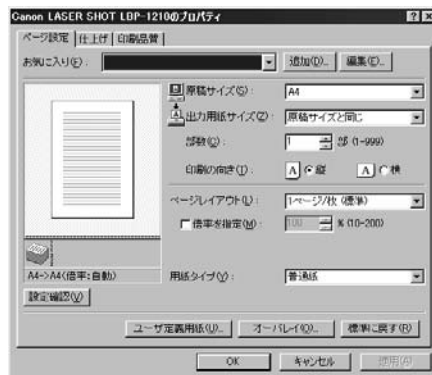 Canon LASER SHOT LBP-1210のプロパティ
ページ設定 仕上げ 印刷品質
お気に入り(F): 追加(D)... 編集(E)...
原稿サイズ(S): A4
出力用紙サイズ(Z): 原稿サイズと同じ
部数(C): 1 部 (1-999)
印刷の向き(T): A 縦 A 横
ページレイアウト(L): 1ページ/枚 (標準)
倍率を指定(M): 100 % (10-200)
A4->A4(倍率:自動) 用紙タイプ(Y): 普通紙
設定確認(V)
ユーザ定義用紙(U)... オーバレイ(O)... 標準に戻す(R)
OK キャンセル 適用(A)